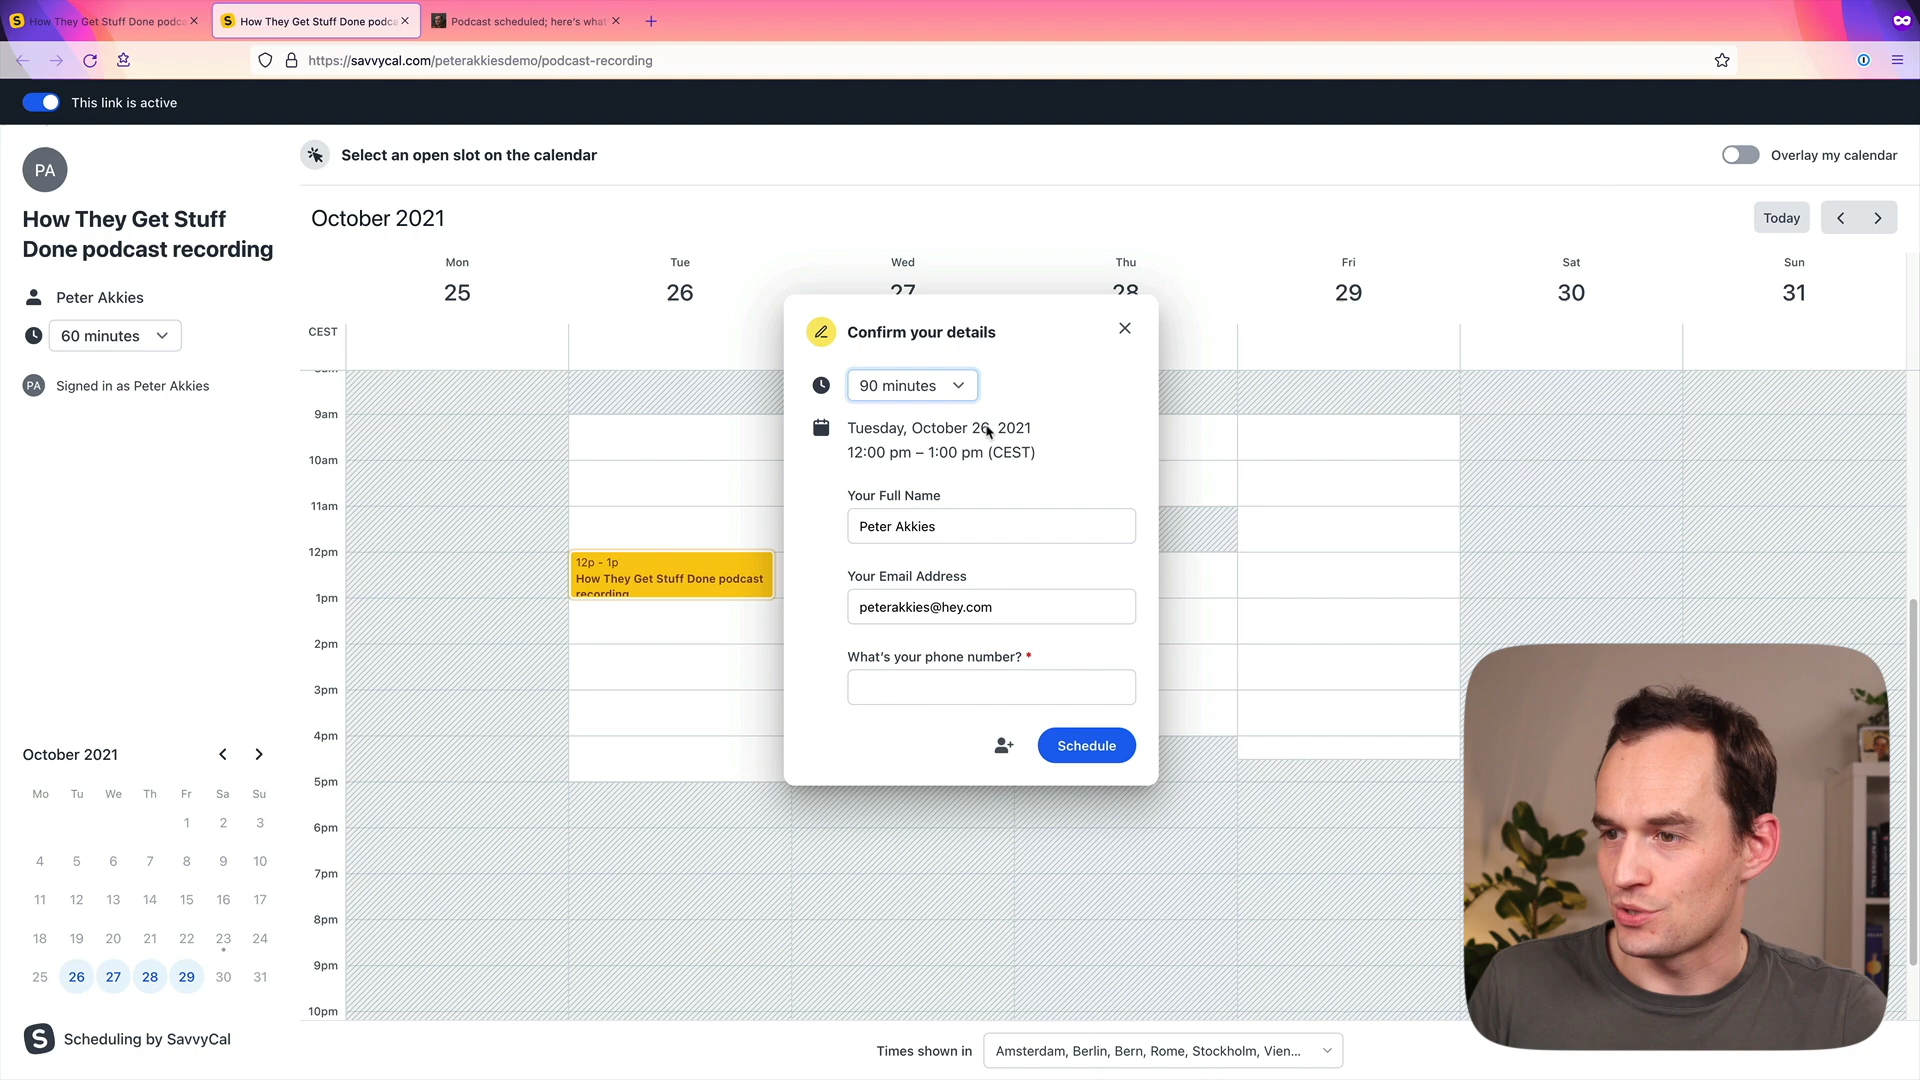 How They Get Stuff Done podca
How They Get Stuff Done podca
Podcast scheduled; here's what
https://savvycal.com/peterakkiesdemo/podcast-recording
This link is active
PA
How They Get Stuff
Done podcast recording
Peter Akkies
60 minutes
PA
Signed in as Peter Akkies
Select an open slot on the calendar
Overlay my calendar
October 2021
Today
Mon
Tue
Wed
Thu
Fri
Sat
Sun
25
26
27
28
29
30
31
CEST
9am
10am
11am
12pm
1pm
2pm
3pm
4pm
5pm
6pm
7pm
8pm
9pm
10pm
12p - 1p
How They Get Stuff Done podcast
recording
Confirm your details
90 minutes
Tuesday, October 26, 2021
12:00 pm – 1:00 pm (CEST)
Your Full Name
Peter Akkies
Your Email Address
peterakkies@hey.com
What's your phone number? *
Schedule
October 2021
Mo Tu We Th Fr Sa Su
1 2 3
4 5 6 7 8 9 10
11 12 13 14 15 16 17
18 19 20 21 22 23 24
25 26 27 28 29 30 31
S
Scheduling by SavvyCal
Times shown in
Amsterdam, Berlin, Bern, Rome, Stockholm, Vien...